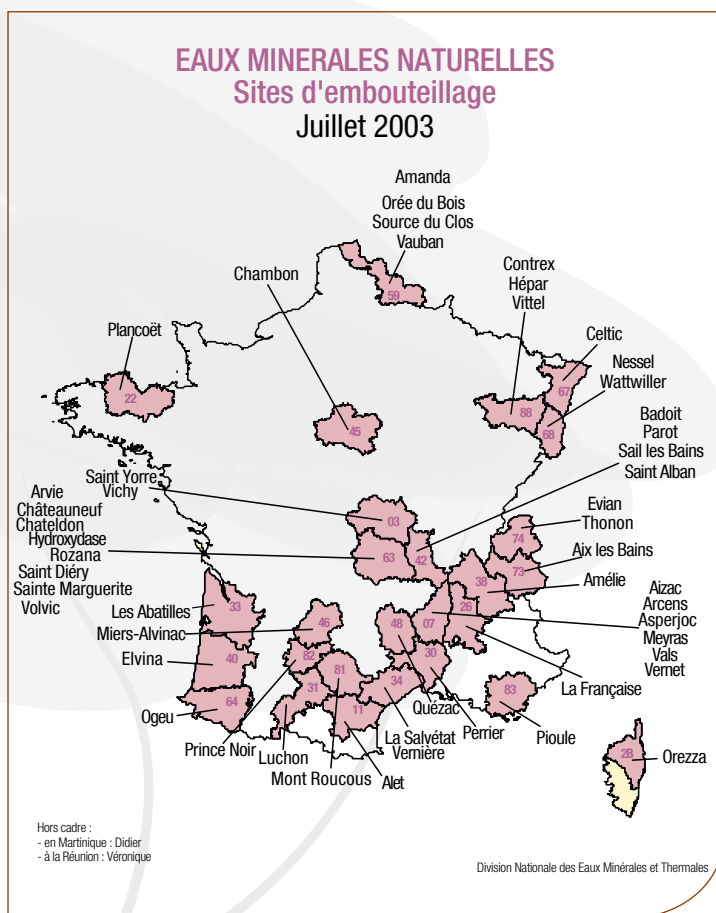 EAUX MINERALES NATURELLES
Sites d'embouteillage
Juillet 2003
Amanda
Orée du Bois
Source du Clos
Vauban
59
Chambon
45
Contrex
Hépar
Vittel
88
Celtic
67
Nessel
Wattwiller
68
Plancoët
22
Badoit
Parot
Sail les Bains
Saint Alban
42
Saint Yorre
Vichy
03
Arvie
Châteauneuf
Chateldon
Hydroxydase
Rozana
Saint Diéry
Sainte Marguerite
Volvic
63
Evian
Thonon
74
Aix les Bains
73
Amélie
38
Aizac
Arcens
Asperjoc
Meyras
Vals
Vernet
07
La Française
26
Les Abatilles
33
Miers-Alvinac
46
Elvina
40
Ogeu
64
Prince Noir
82
Luchon
31
Mont Roucous
81
Alet
11
La Salvétat
Vernière
34
Quézac
48
Perrier
30
Pioule
83
Orezza
2B
Hors cadre :
- en Martinique : Didier
- à la Réunion : Véronique
Division Nationale des Eaux Minérales et Thermales